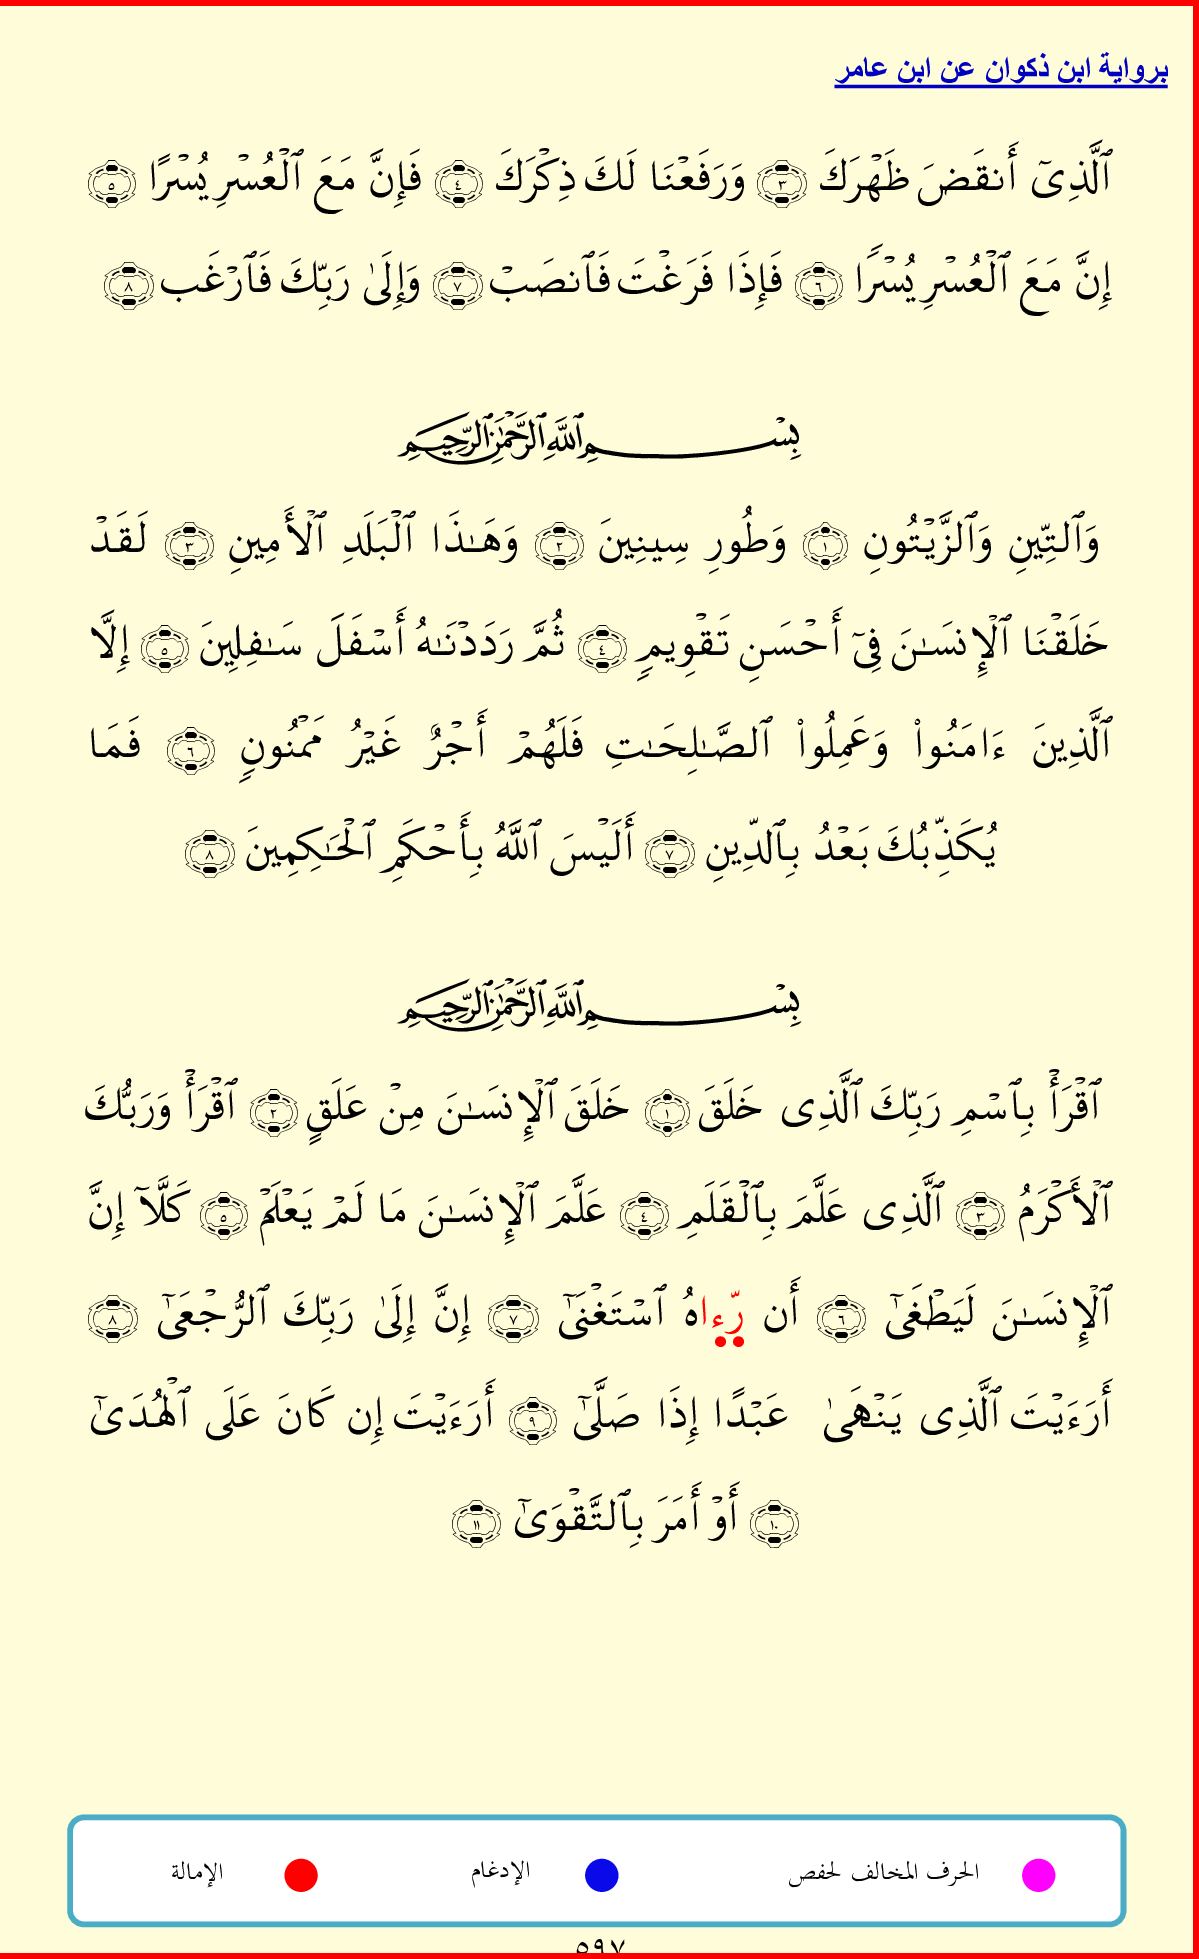 برواية ابن ذكوان عن ابن عامر
ٱلَّذِىٓ أَنقَضَ ظَهْرَكَ ٣ وَرَفَعْنَا لَكَ ذِكْرَكَ ٤ فَإِنَّ مَعَ ٱلْعُسْرِ يُسْرًا ٥
إِنَّ مَعَ ٱلْعُسْرِ يُسْرًا ٦ فَإِذَا فَرَغْتَ فَٱنصَبْ ٧ وَإِلَىٰ رَبِّكَ فَٱرْغَب ٨
بِسْمِ ٱللَّهِ ٱلرَّحْمَٰنِ ٱلرَّحِيمِ
وَٱلتِّينِ وَٱلزَّيْتُونِ ١ وَطُورِ سِينِينَ ٢ وَهَـٰذَا ٱلْبَلَدِ ٱلْأَمِينِ ٣ لَقَدْ
خَلَقْنَا ٱلْإِنسَـٰنَ فِىٓ أَحْسَنِ تَقْوِيمٍ ٤ ثُمَّ رَدَدْنَـٰهُ أَسْفَلَ سَـٰفِلِينَ ٥ إِلَّا
ٱلَّذِينَ ءَامَنُوا۟ وَعَمِلُوا۟ ٱلصَّـٰلِحَـٰتِ فَلَهُمْ أَجْرٌ غَيْرُ مَمْنُونٍ ٦ فَمَا
يُكَذِّبُكَ بَعْدُ بِٱلدِّينِ ٧ أَلَيْسَ ٱللَّهُ بِأَحْكَمِ ٱلْحَـٰكِمِينَ ٨
بِسْمِ ٱللَّهِ ٱلرَّحْمَٰنِ ٱلرَّحِيمِ
ٱقْرَأْ بِٱسْمِ رَبِّكَ ٱلَّذِى خَلَقَ ١ خَلَقَ ٱلْإِنسَـٰنَ مِنْ عَلَقٍ ٢ ٱقْرَأْ وَرَبُّكَ
ٱلْأَكْرَمُ ٣ ٱلَّذِى عَلَّمَ بِٱلْقَلَمِ ٤ عَلَّمَ ٱلْإِنسَـٰنَ مَا لَمْ يَعْلَمْ ٥ كَلَّآ إِنَّ
ٱلْإِنسَـٰنَ لَيَطْغَىٰٓ ٦ أَن رِّءَاهُ ٱسْتَغْنَىٰٓ ٧ إِنَّ إِلَىٰ رَبِّكَ ٱلرُّجْعَىٰٓ ٨
أَرَءَيْتَ ٱلَّذِى يَنْهَىٰ عَبْدًا إِذَا صَلَّىٰٓ ٩ أَرَءَيْتَ إِن كَانَ عَلَى ٱلْهُدَىٰٓ
١٠ أَوْ أَمَرَ بِٱلتَّقْوَىٰٓ ١١
الحرف المخالف لحفص الإدغام الإمالة
٥٩٧